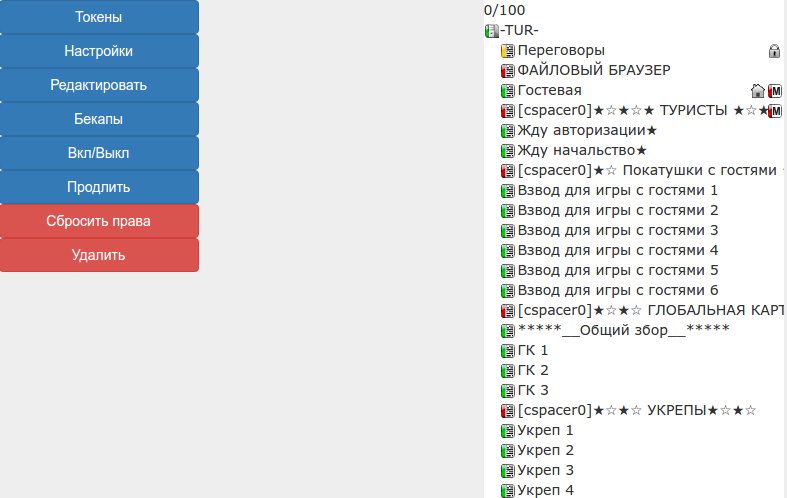 Токены
Настройки
Редактировать
Бекапы
Вкл/Выкл
Продлить
Сбросить права
Удалить
0/100
-TUR-
Переговоры
ФАЙЛОВЫЙ БРАУЗЕР
Гостевая
M
[cspacer0]★☆★☆★ ТУРИСТЫ ★☆★
M
Жду авторизации★
Жду начальство★
[cspacer0]★☆ Покатушки с гостями
Взвод для игры с гостями 1
Взвод для игры с гостями 2
Взвод для игры с гостями 3
Взвод для игры с гостями 4
Взвод для игры с гостями 5
Взвод для игры с гостями 6
[cspacer0]★☆★☆ ГЛОБАЛЬНАЯ КАРТ
*****__Общий збор__*****
ГК 1
ГК 2
ГК 3
[cspacer0]★☆★☆ УКРЕПЫ★☆★☆
Укреп 1
Укреп 2
Укреп 3
Укреп 4